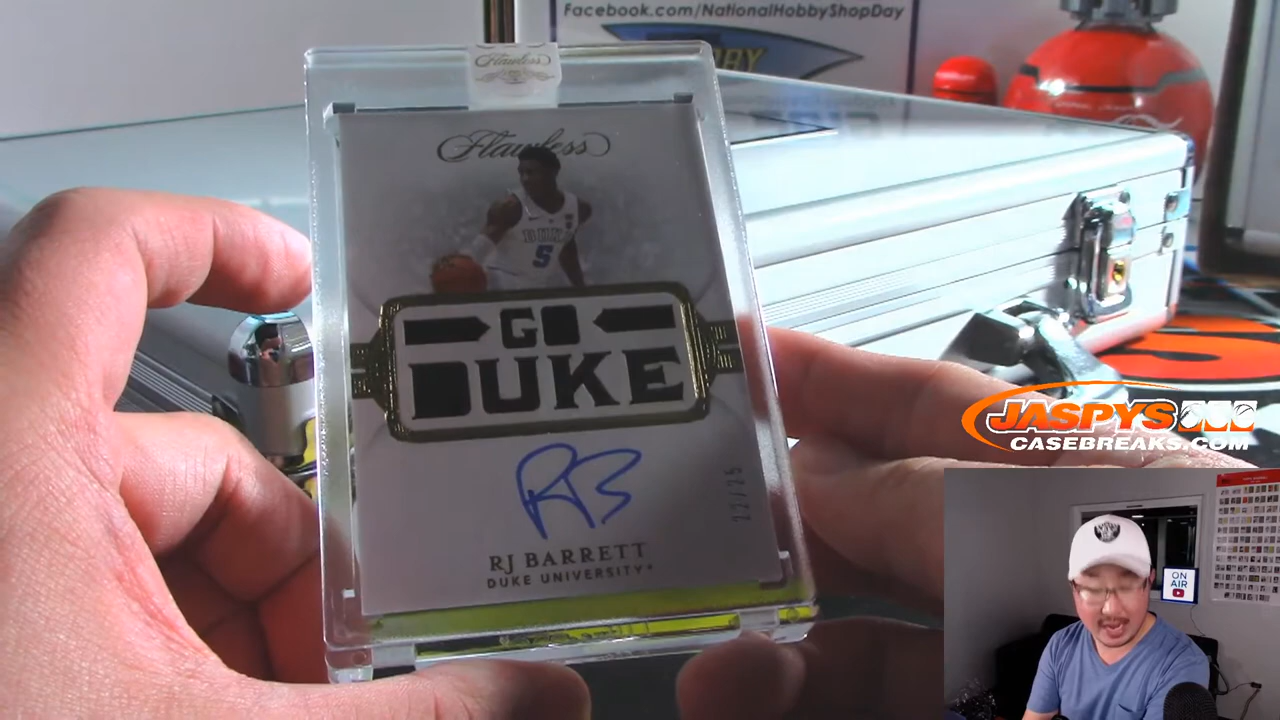 Facebook.com/NationalHobbyShopDay
Flawless
Flawless
DUKE
5
GO
DUKE
RJ BARRETT
DUKE UNIVERSITY
JASPYS
CASEBREAKS.COM
ON
AIR